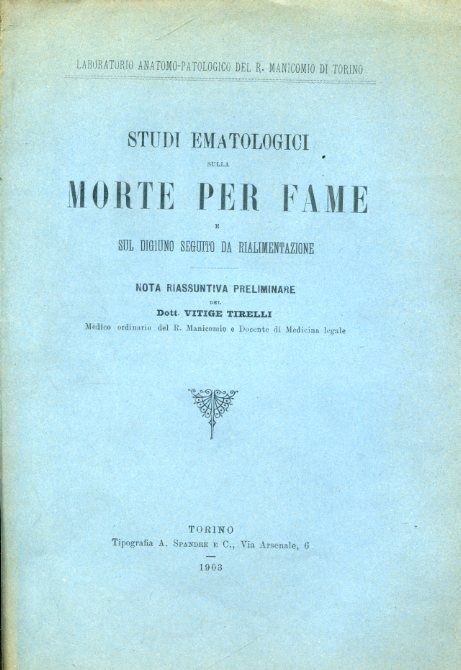 LABORATORIO ANATOMO-PATOLOGICO DEL R. MANICOMIO DI TORINO
STUDI EMATOLOGICI
SULLA
MORTE PER FAME
E
SUL DIGIUNO SEGUITO DA RIALIMENTAZIONE
NOTA RIASSUNTIVA PRELIMINARE
DEL
Dott. VITIGE TIRELLI
Medico ordinario del R. Manicomio e Docente di Medicina legale
TORINO
Tipografia A. SPANDRE E C., Via Arsenale, 6
1903